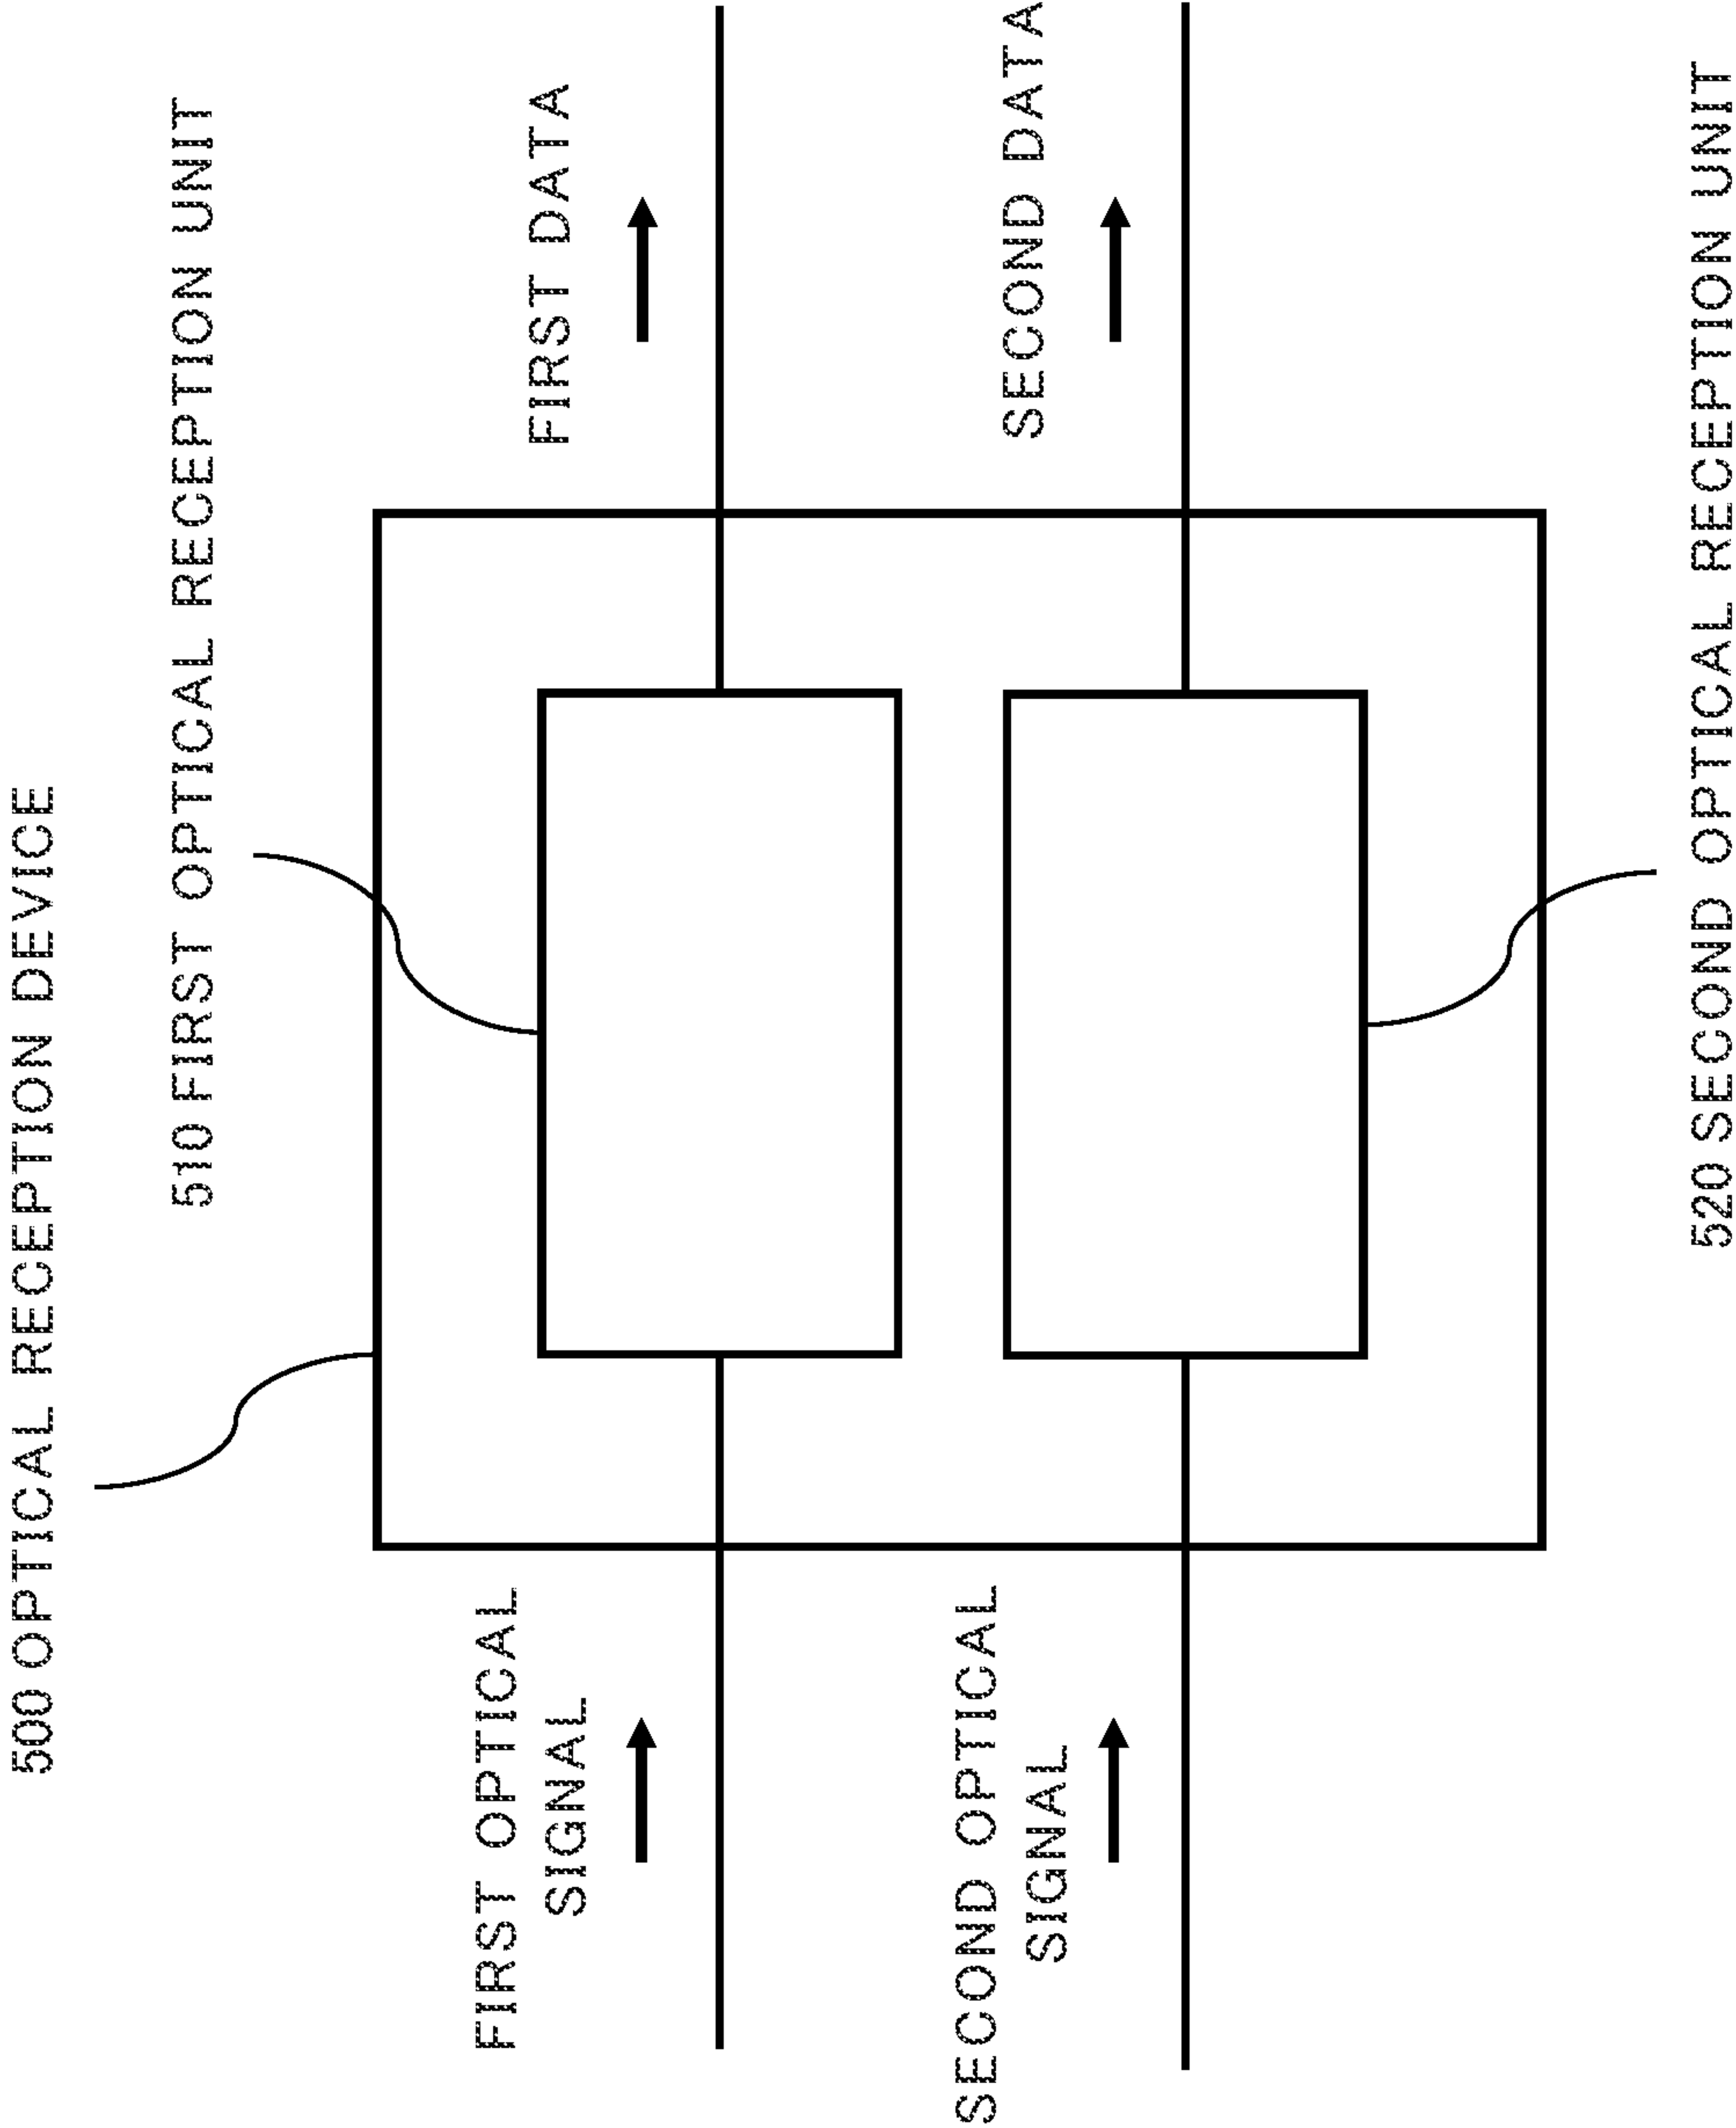 500 OPTICAL RECEPTION DEVICE
510 FIRST OPTICAL RECEPTION UNIT
FIRST OPTICAL
SIGNAL
FIRST DATA
SECOND OPTICAL
SIGNAL
SECOND DATA
520 SECOND OPTICAL RECEPTION UNIT